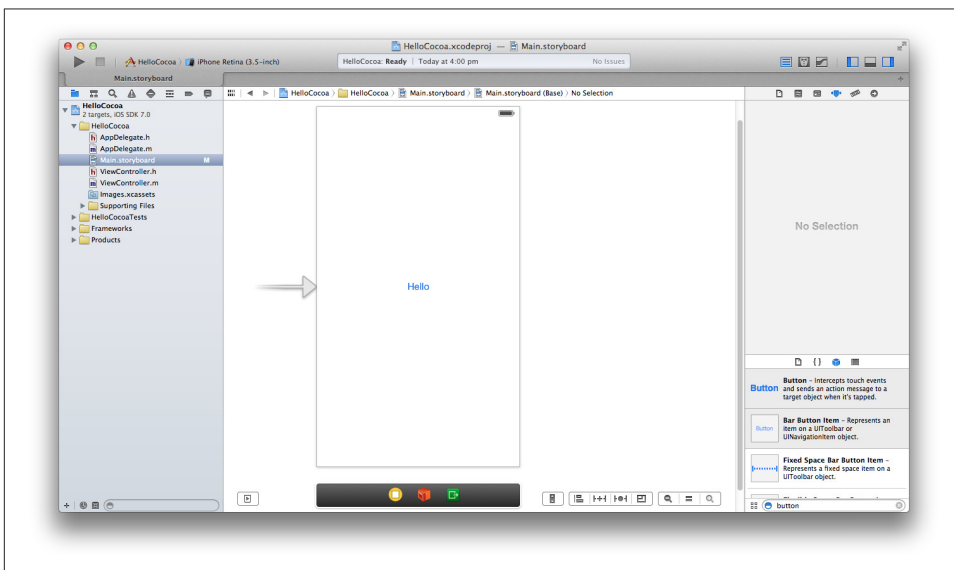 HelloCocoa.xcodeproj — Main.storyboard
HelloCocoa iPhone Retina (3.5-inch)
HelloCocoa: Ready | Today at 4:00 pm
No Issues
Main.storyboard
HelloCocoa HelloCocoa Main.storyboard Main.storyboard (Base) No Selection
HelloCocoa
2 targets, iOS SDK 7.0
HelloCocoa
h AppDelegate.h
m AppDelegate.m
Main.storyboard M
h ViewController.h
m ViewController.m
Images.xcassets
Supporting Files
HelloCocoaTests
Frameworks
Products
Hello
No Selection
Button Button – Intercepts touch events
and sends an action message to a
target object when it's tapped.
Button Bar Button Item – Represents an
item on a UIToolbar or
UINavigationItem object.
Fixed Space Bar Button Item –
Represents a fixed space item on a
UIToolbar object.
button